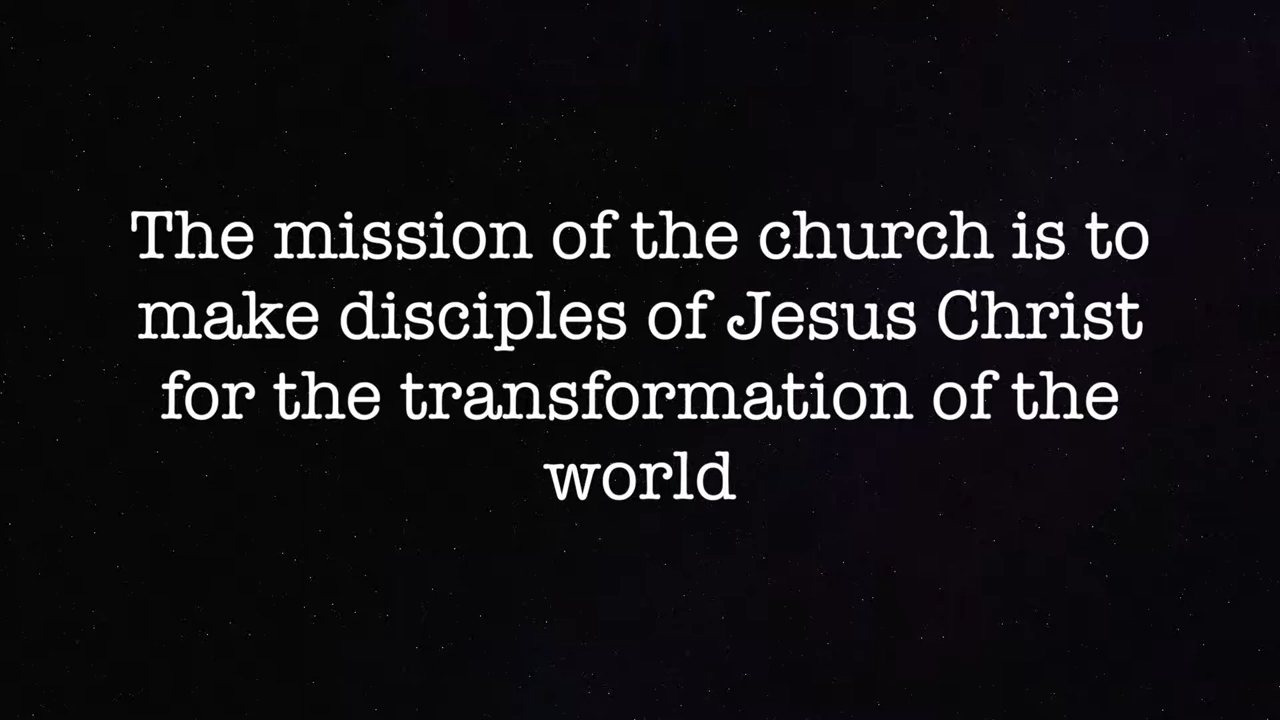 The mission of the church is to
make disciples of Jesus Christ
for the transformation of the
world